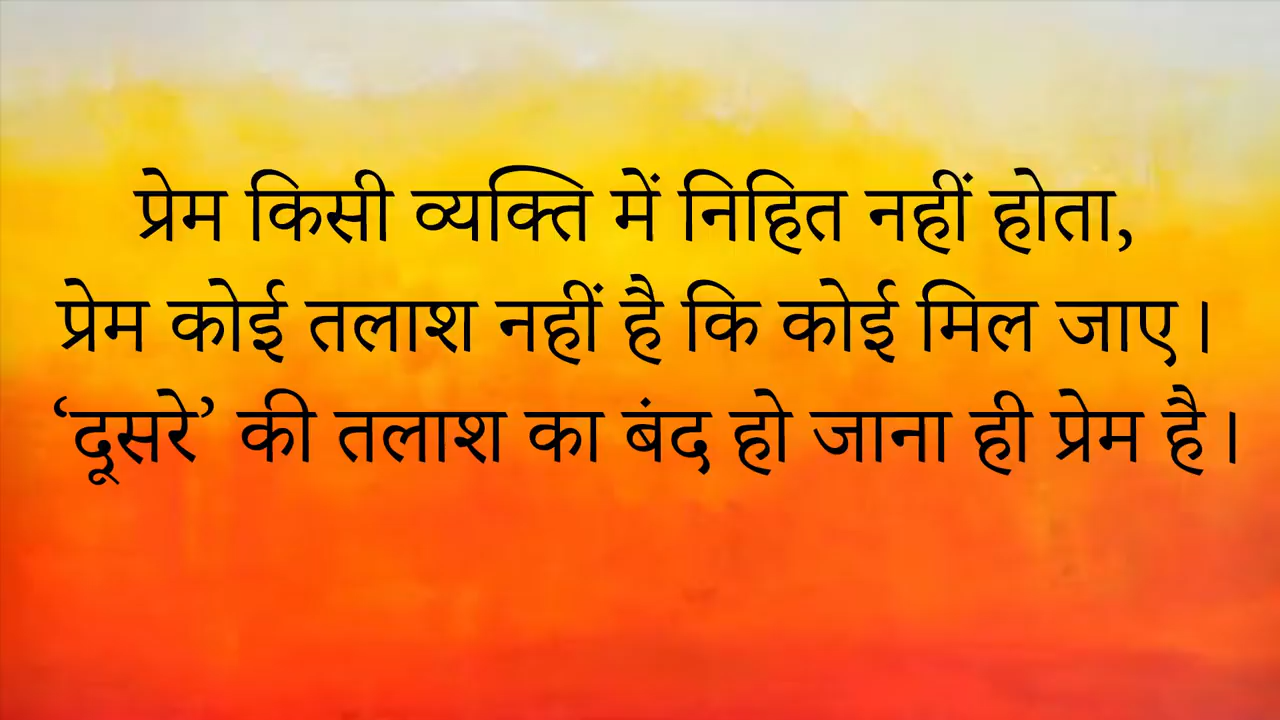 प्रेम किसी व्यक्ति में निहित नहीं होता,
प्रेम कोई तलाश नहीं है कि कोई मिल जाए।
‘दूसरे’ की तलाश का बंद हो जाना ही प्रेम है।